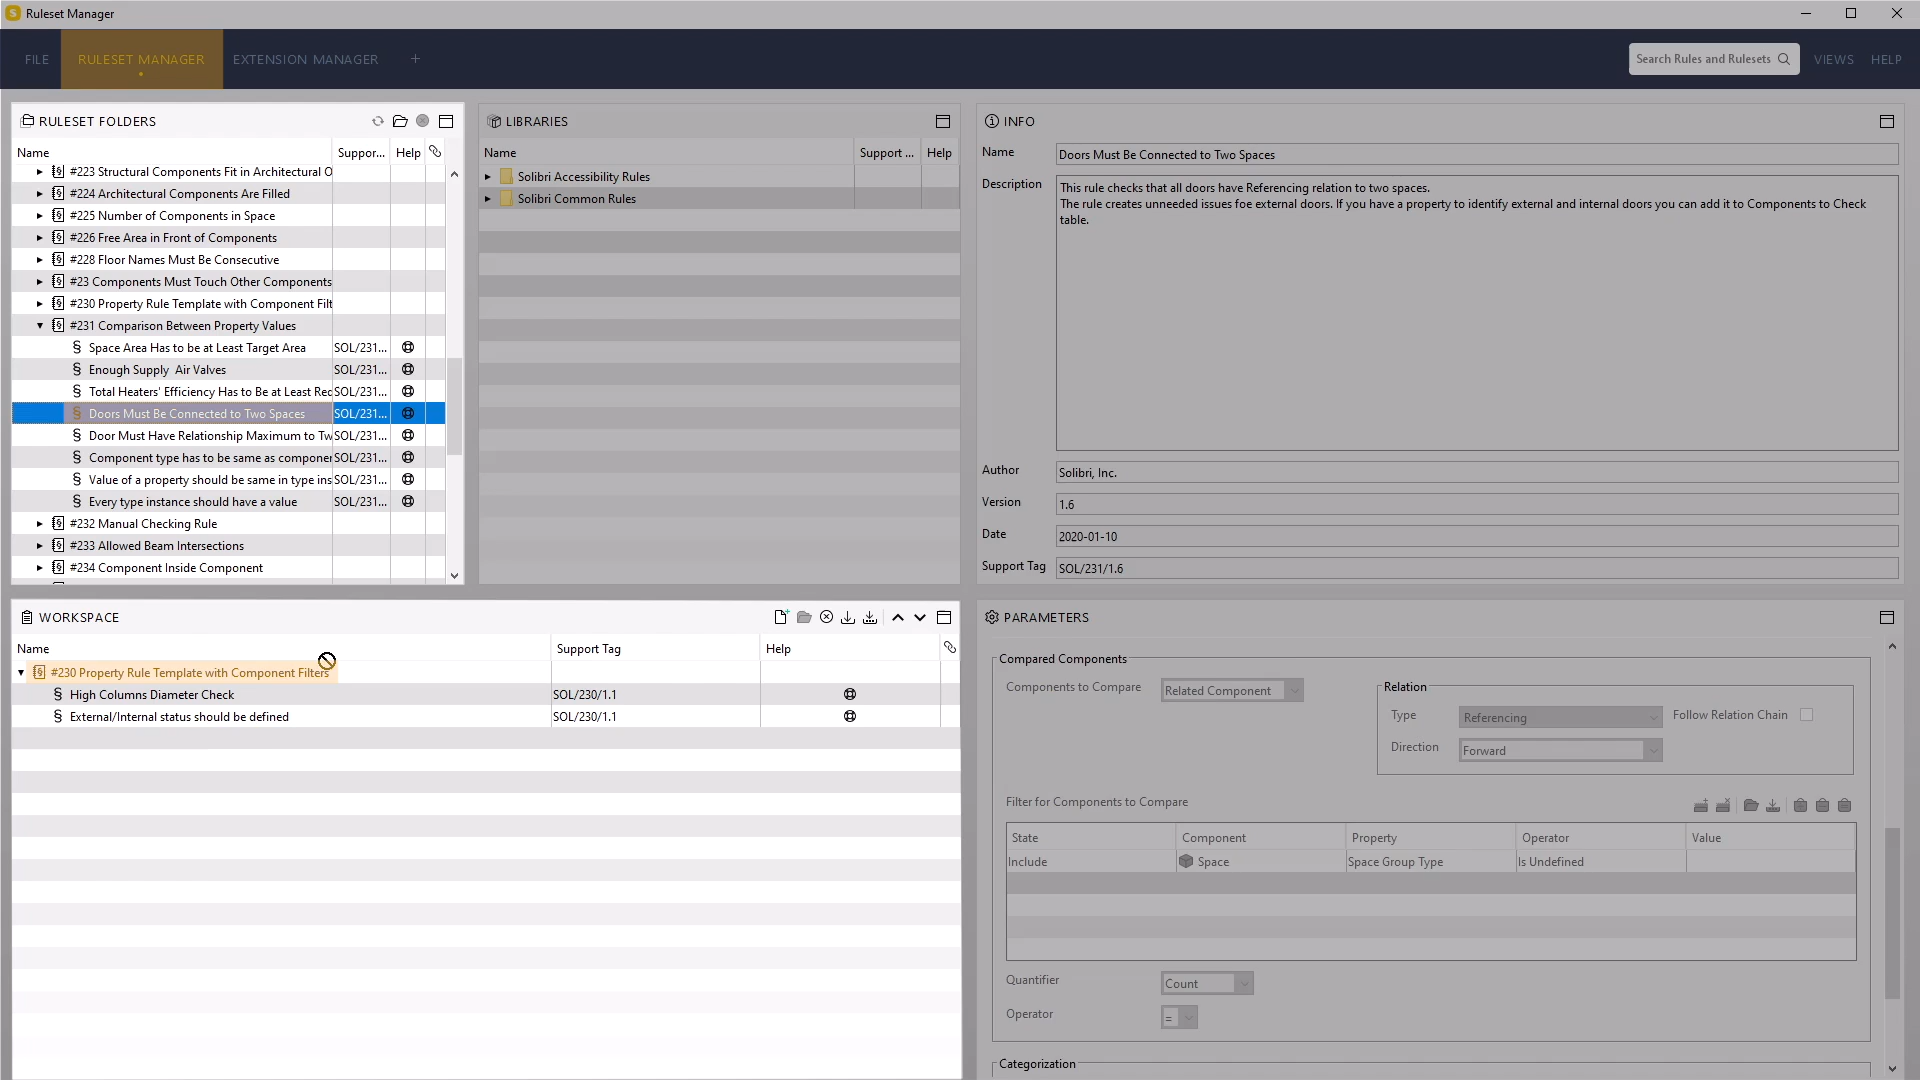 Ruleset Manager
FILE
RULESET MANAGER
EXTENSION MANAGER
+
Search Rules and Rulesets
VIEWS
HELP
RULESET FOLDERS
Name
Suppor...
Help
#223 Structural Components Fit in Architectural O
#224 Architectural Components Are Filled
#225 Number of Components in Space
#226 Free Area in Front of Components
#228 Floor Names Must Be Consecutive
#23 Components Must Touch Other Components
#230 Property Rule Template with Component Filt
#231 Comparison Between Property Values
§ Space Area Has to be at Least Target Area SOL/231...
§ Enough Supply  Air Valves SOL/231...
§ Total Heaters' Efficiency Has to Be at Least Rec SOL/231...
§ Doors Must Be Connected to Two Spaces SOL/231...
§ Door Must Have Relationship Maximum to Tw SOL/231...
§ Component type has to be same as componer SOL/231...
§ Value of a property should be same in type ins SOL/231...
§ Every type instance should have a value SOL/231...
#232 Manual Checking Rule
#233 Allowed Beam Intersections
#234 Component Inside Component
LIBRARIES
Name
Support ...
Help
Solibri Accessibility Rules
Solibri Common Rules
INFO
Name
Doors Must Be Connected to Two Spaces
Description
This rule checks that all doors have Referencing relation to two spaces.
The rule creates unneeded issues foe external doors. If you have a property to identify external and internal doors you can add it to Components to Check
table.
Author
Solibri, Inc.
Version
1.6
Date
2020-01-10
Support Tag
SOL/231/1.6
WORKSPACE
Name
Support Tag
Help
#230 Property Rule Template with Component Filters
§ High Columns Diameter Check SOL/230/1.1
§ External/Internal status should be defined SOL/230/1.1
PARAMETERS
Compared Components
Components to Compare
Related Component
Relation
Type
Referencing
Follow Relation Chain
Direction
Forward
Filter for Components to Compare
State Component Property Operator Value
Include Space Space Group Type Is Undefined
Quantifier
Count
Operator
=
Categorization